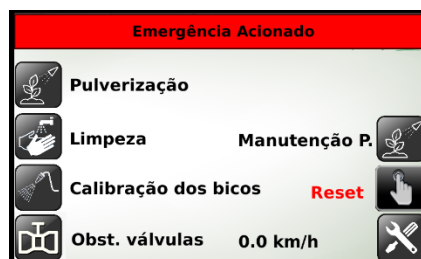 Emergência Acionado
Pulverização
Limpeza
Manutenção P.
Calibração dos bicos
Reset
Obst. válvulas
0.0 km/h